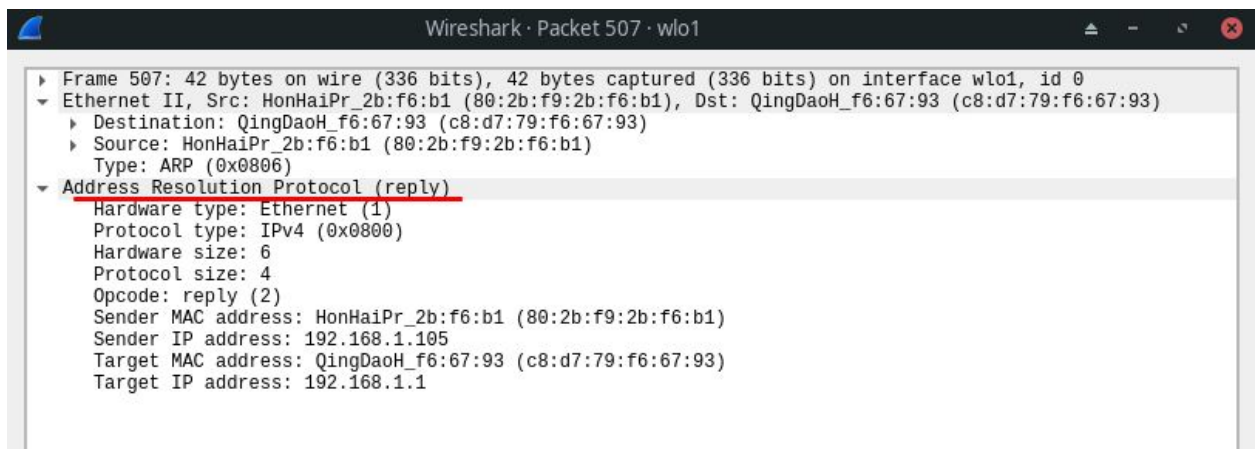 Wireshark · Packet 507 · wlo1
Frame 507: 42 bytes on wire (336 bits), 42 bytes captured (336 bits) on interface wlo1, id 0
Ethernet II, Src: HonHaiPr_2b:f6:b1 (80:2b:f9:2b:f6:b1), Dst: QingDaoH_f6:67:93 (c8:d7:79:f6:67:93)
Destination: QingDaoH_f6:67:93 (c8:d7:79:f6:67:93)
Source: HonHaiPr_2b:f6:b1 (80:2b:f9:2b:f6:b1)
Type: ARP (0x0806)
Address Resolution Protocol (reply)
Hardware type: Ethernet (1)
Protocol type: IPv4 (0x0800)
Hardware size: 6
Protocol size: 4
Opcode: reply (2)
Sender MAC address: HonHaiPr_2b:f6:b1 (80:2b:f9:2b:f6:b1)
Sender IP address: 192.168.1.105
Target MAC address: QingDaoH_f6:67:93 (c8:d7:79:f6:67:93)
Target IP address: 192.168.1.1